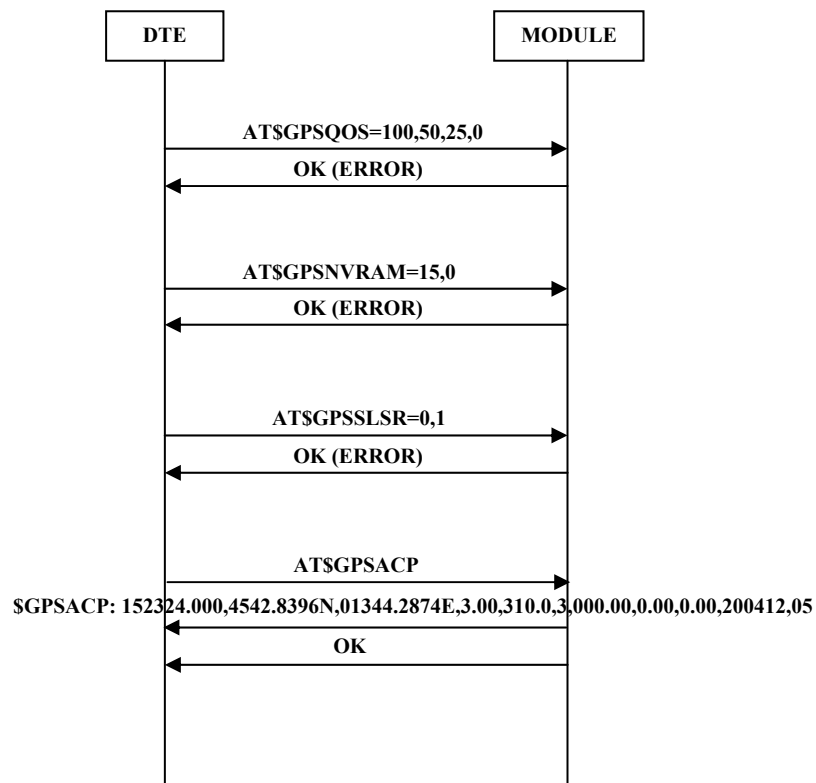 DTE
MODULE
AT$GPSQOS=100,50,25,0
OK (ERROR)
AT$GPSNVRAM=15,0
OK (ERROR)
AT$GPSSLSR=0,1
OK (ERROR)
AT$GPSACP
$GPSACP: 152324.000,4542.8396N,01344.2874E,3.00,310.0,3,000.00,0.00,0.00,200412,05
OK